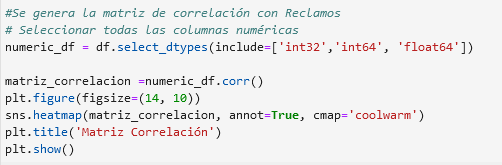 #Se genera la matriz de correlación con Reclamos
# Seleccionar todas las columnas numéricas
numeric_df = df.select_dtypes(include=['int32','int64', 'float64'])
matriz_correlacion =numeric_df.corr()
plt.figure(figsize=(14, 10))
sns.heatmap(matriz_correlacion, annot=True, cmap='coolwarm')
plt.title('Matriz Correlación')
plt.show()